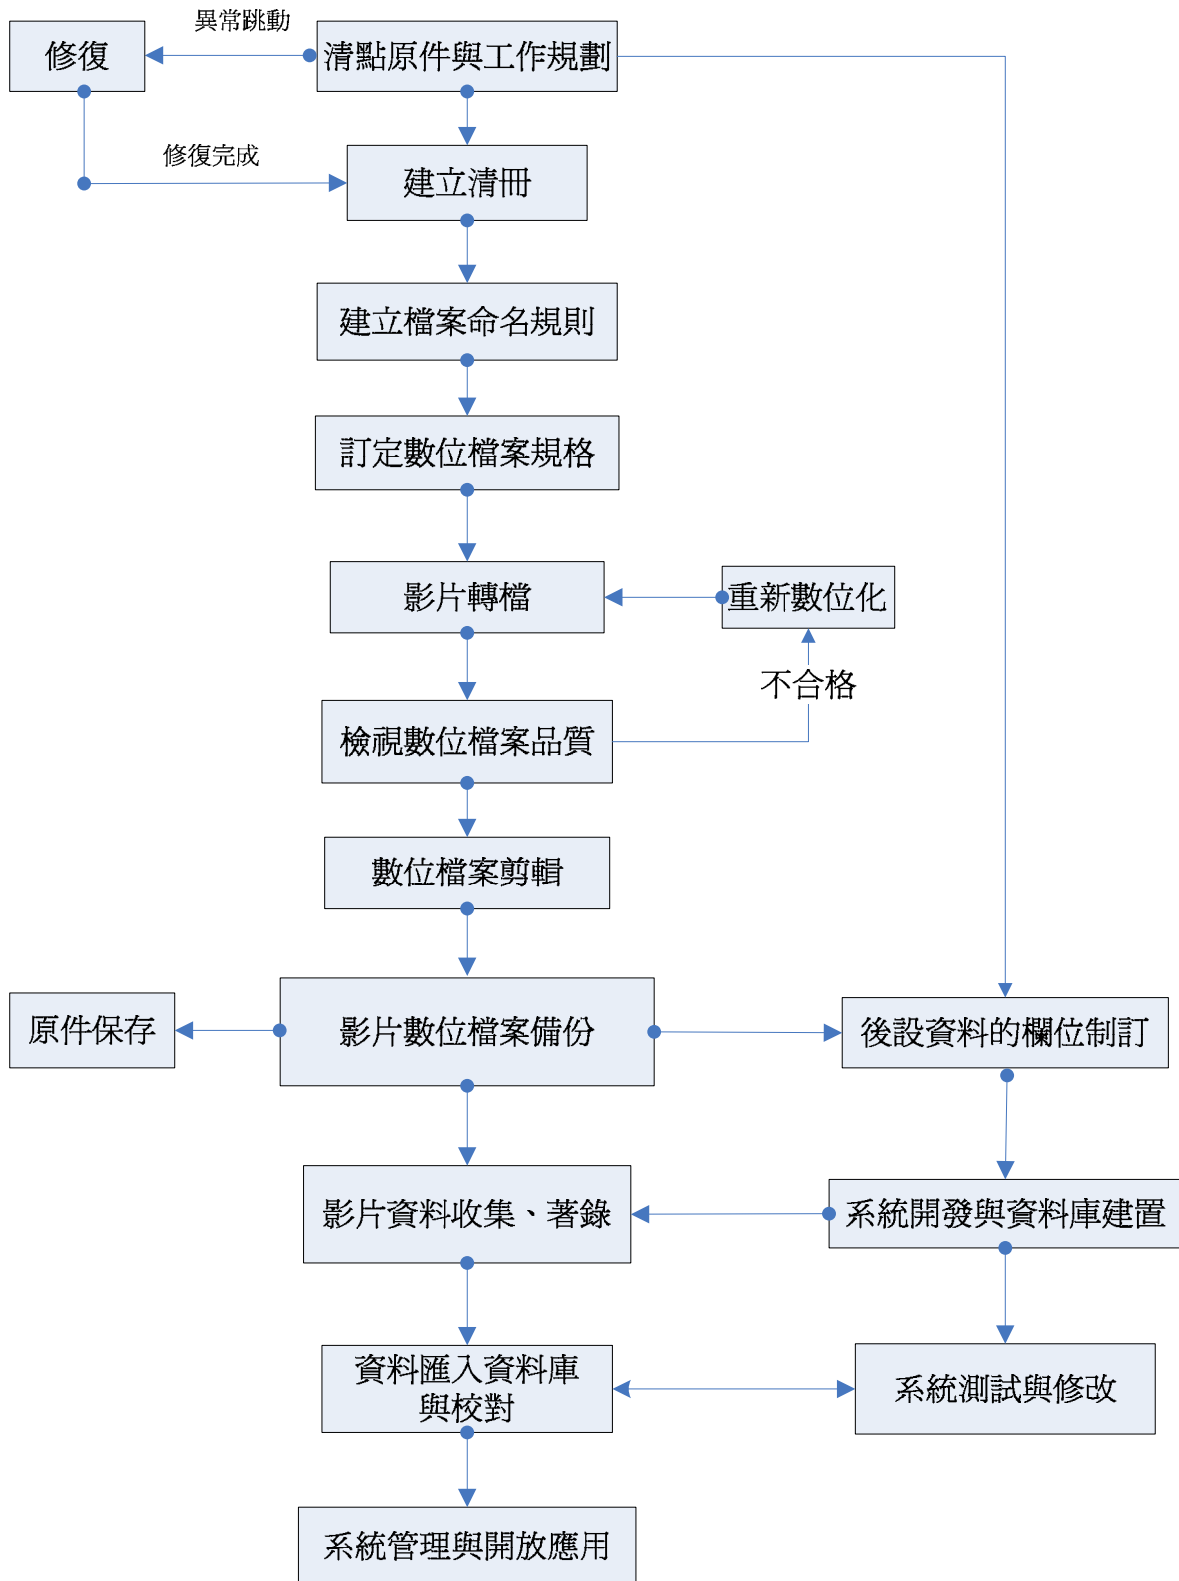 異常跳動
修復
清點原件與工作規劃
修復完成
建立清冊
建立檔案命名規則
訂定數位檔案規格
影片轉檔
重新數位化
不合格
檢視數位檔案品質
數位檔案剪輯
原件保存
影片數位檔案備份
後設資料的欄位制訂
影片資料收集、著錄
系統開發與資料庫建置
資料匯入資料庫
與校對
系統測試與修改
系統管理與開放應用